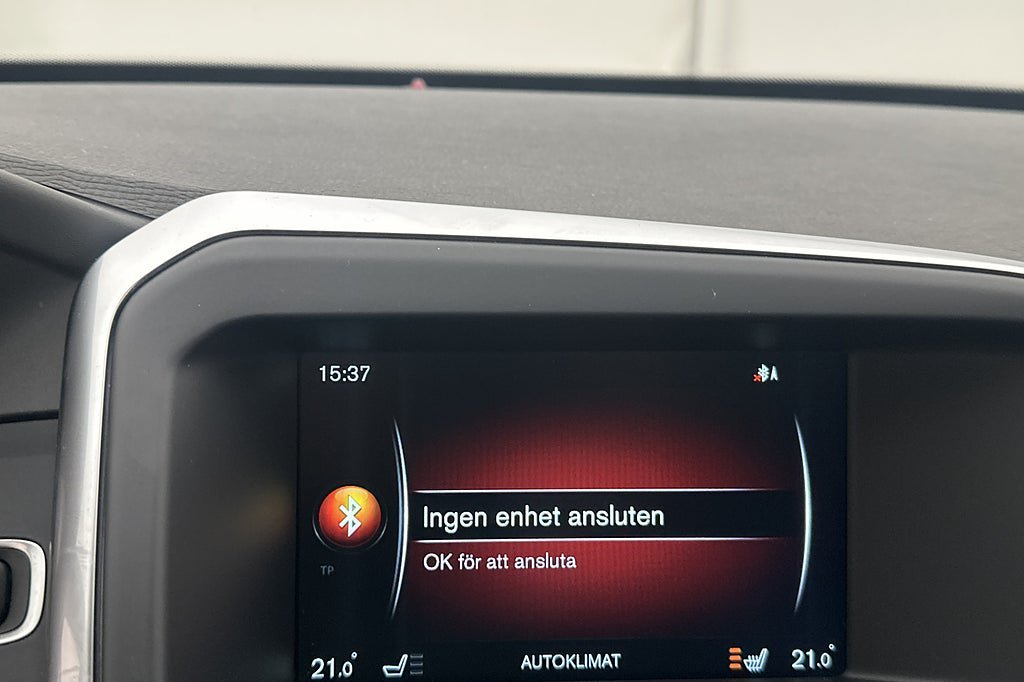 15:37
A
Ingen enhet ansluten
TP
OK för att ansluta
21.0°
AUTOKLIMAT
21.0°